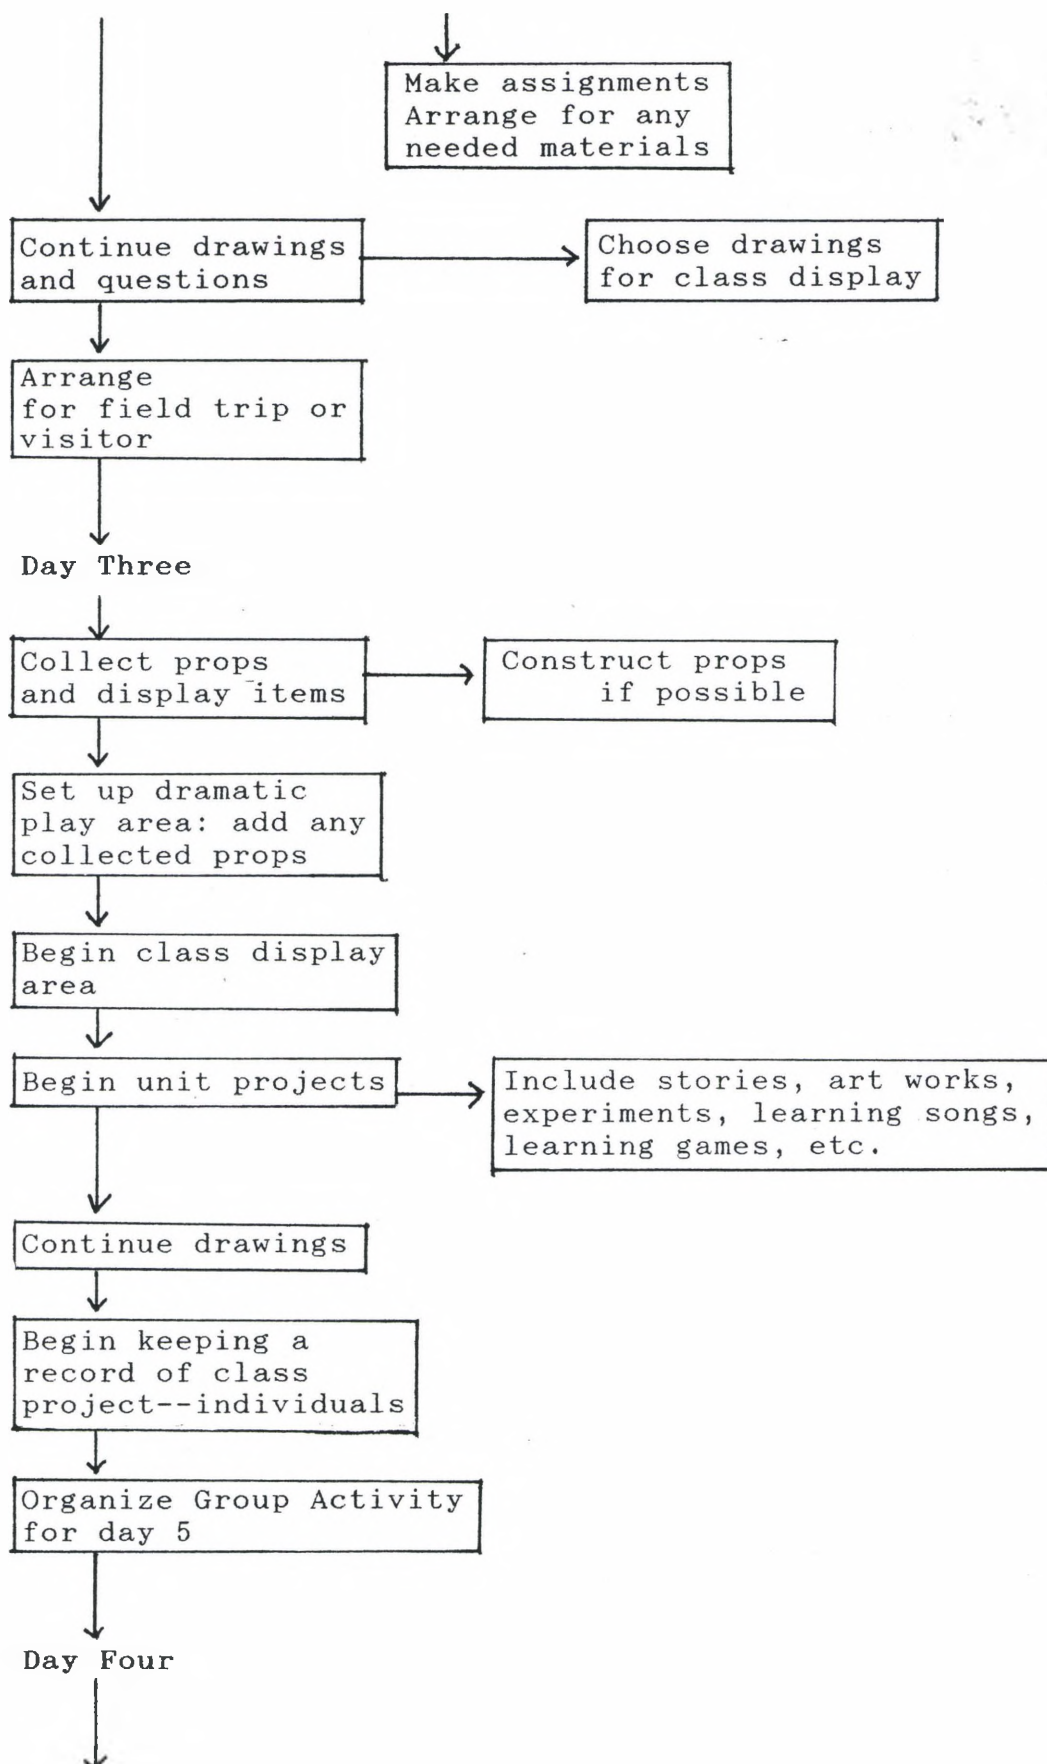 Make assignments
Arrange for any
needed materials
Continue drawings
and questions
Choose drawings
for class display
Arrange
for field trip or
visitor
Day Three
Collect props
and display items
Construct props
if possible
Set up dramatic
play area: add any
collected props
Begin class display
area
Begin unit projects
Include stories, art works,
experiments, learning songs,
learning games, etc.
Continue drawings
Begin keeping a
record of class
project--individuals
Organize Group Activity
for day 5
Day Four